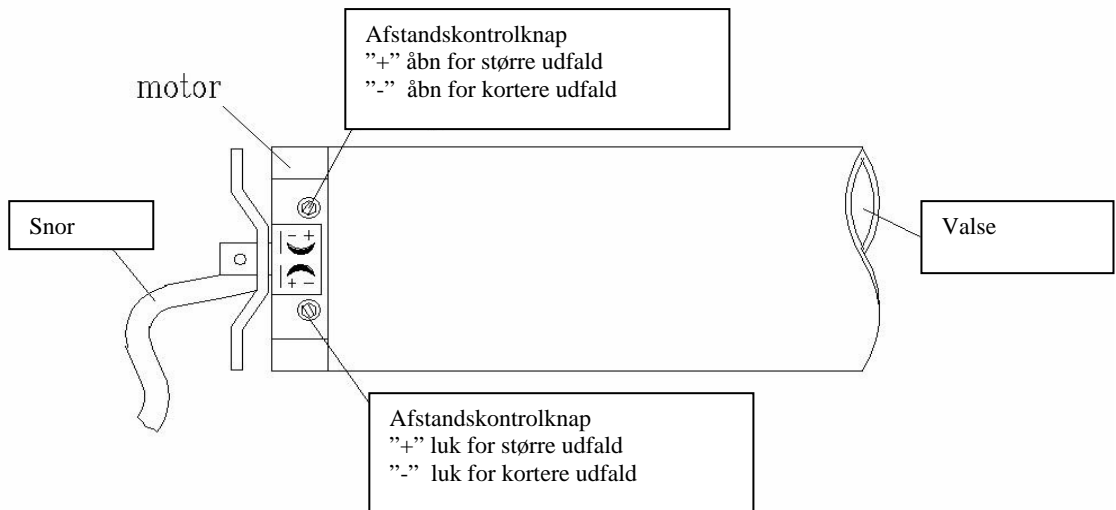 Afstandskontrolknap
”+” åbn for større udfald
”-” åbn for kortere udfald
motor
Snor
Valse
- +
+ -
Afstandskontrolknap
”+” luk for større udfald
”-” luk for kortere udfald